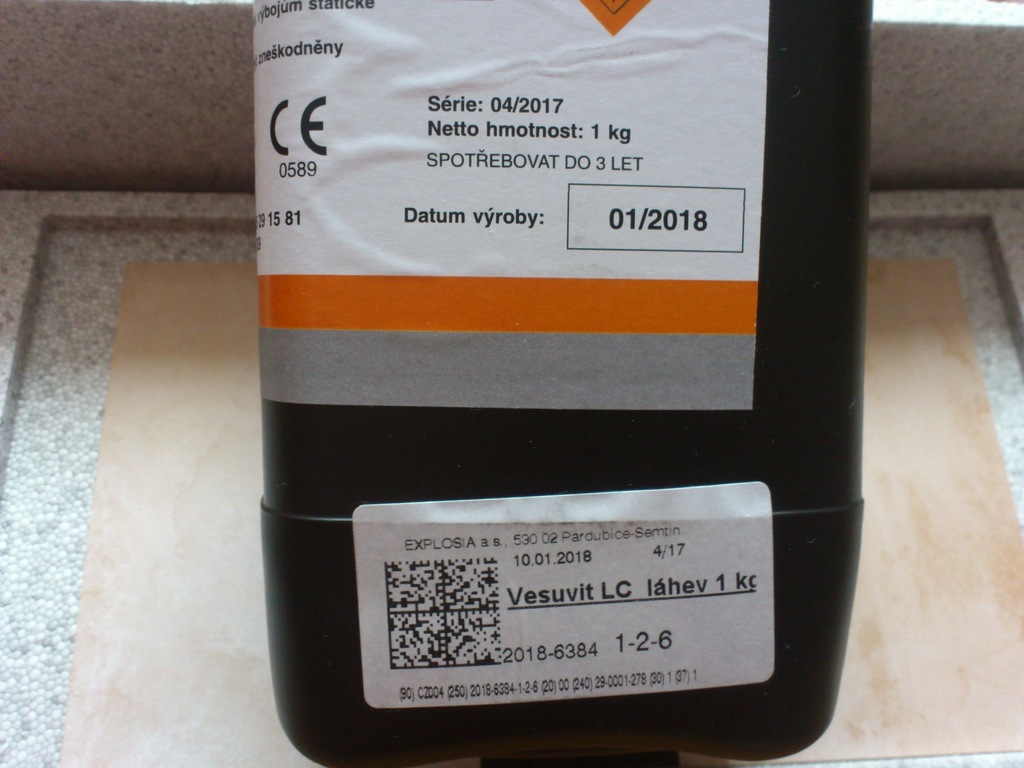 výbojům statické
zneškodněny
CE
0589
Série: 04/2017
Netto hmotnost: 1 kg
SPOTŘEBOVAT DO 3 LET
29 15 81
Datum výroby:
01/2018
EXPLOSIA a.s., 530 02 Pardubice-Semtín
10.01.2018 4/17
Vesuvit LC láhev 1 kg
2018-6384 1-2-6
(90) CZ004 (250) 2018-6384-1-2-6 (20) 00 (240) 29-0001-278 (30) 1 (37) 1